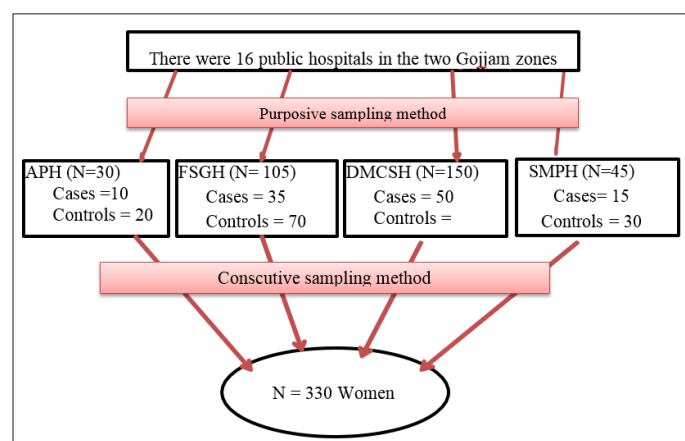 There were 16 public hospitals in the two Gojjam zones
Purposive sampling method
APH (N=30)
Cases =10
Controls = 20
FSGH (N= 105)
Cases = 35
Controls = 70
DMCSH (N=150)
Cases = 50
Controls =
SMPH (N=45)
Cases= 15
Controls = 30
Conscutive sampling method
N = 330 Women